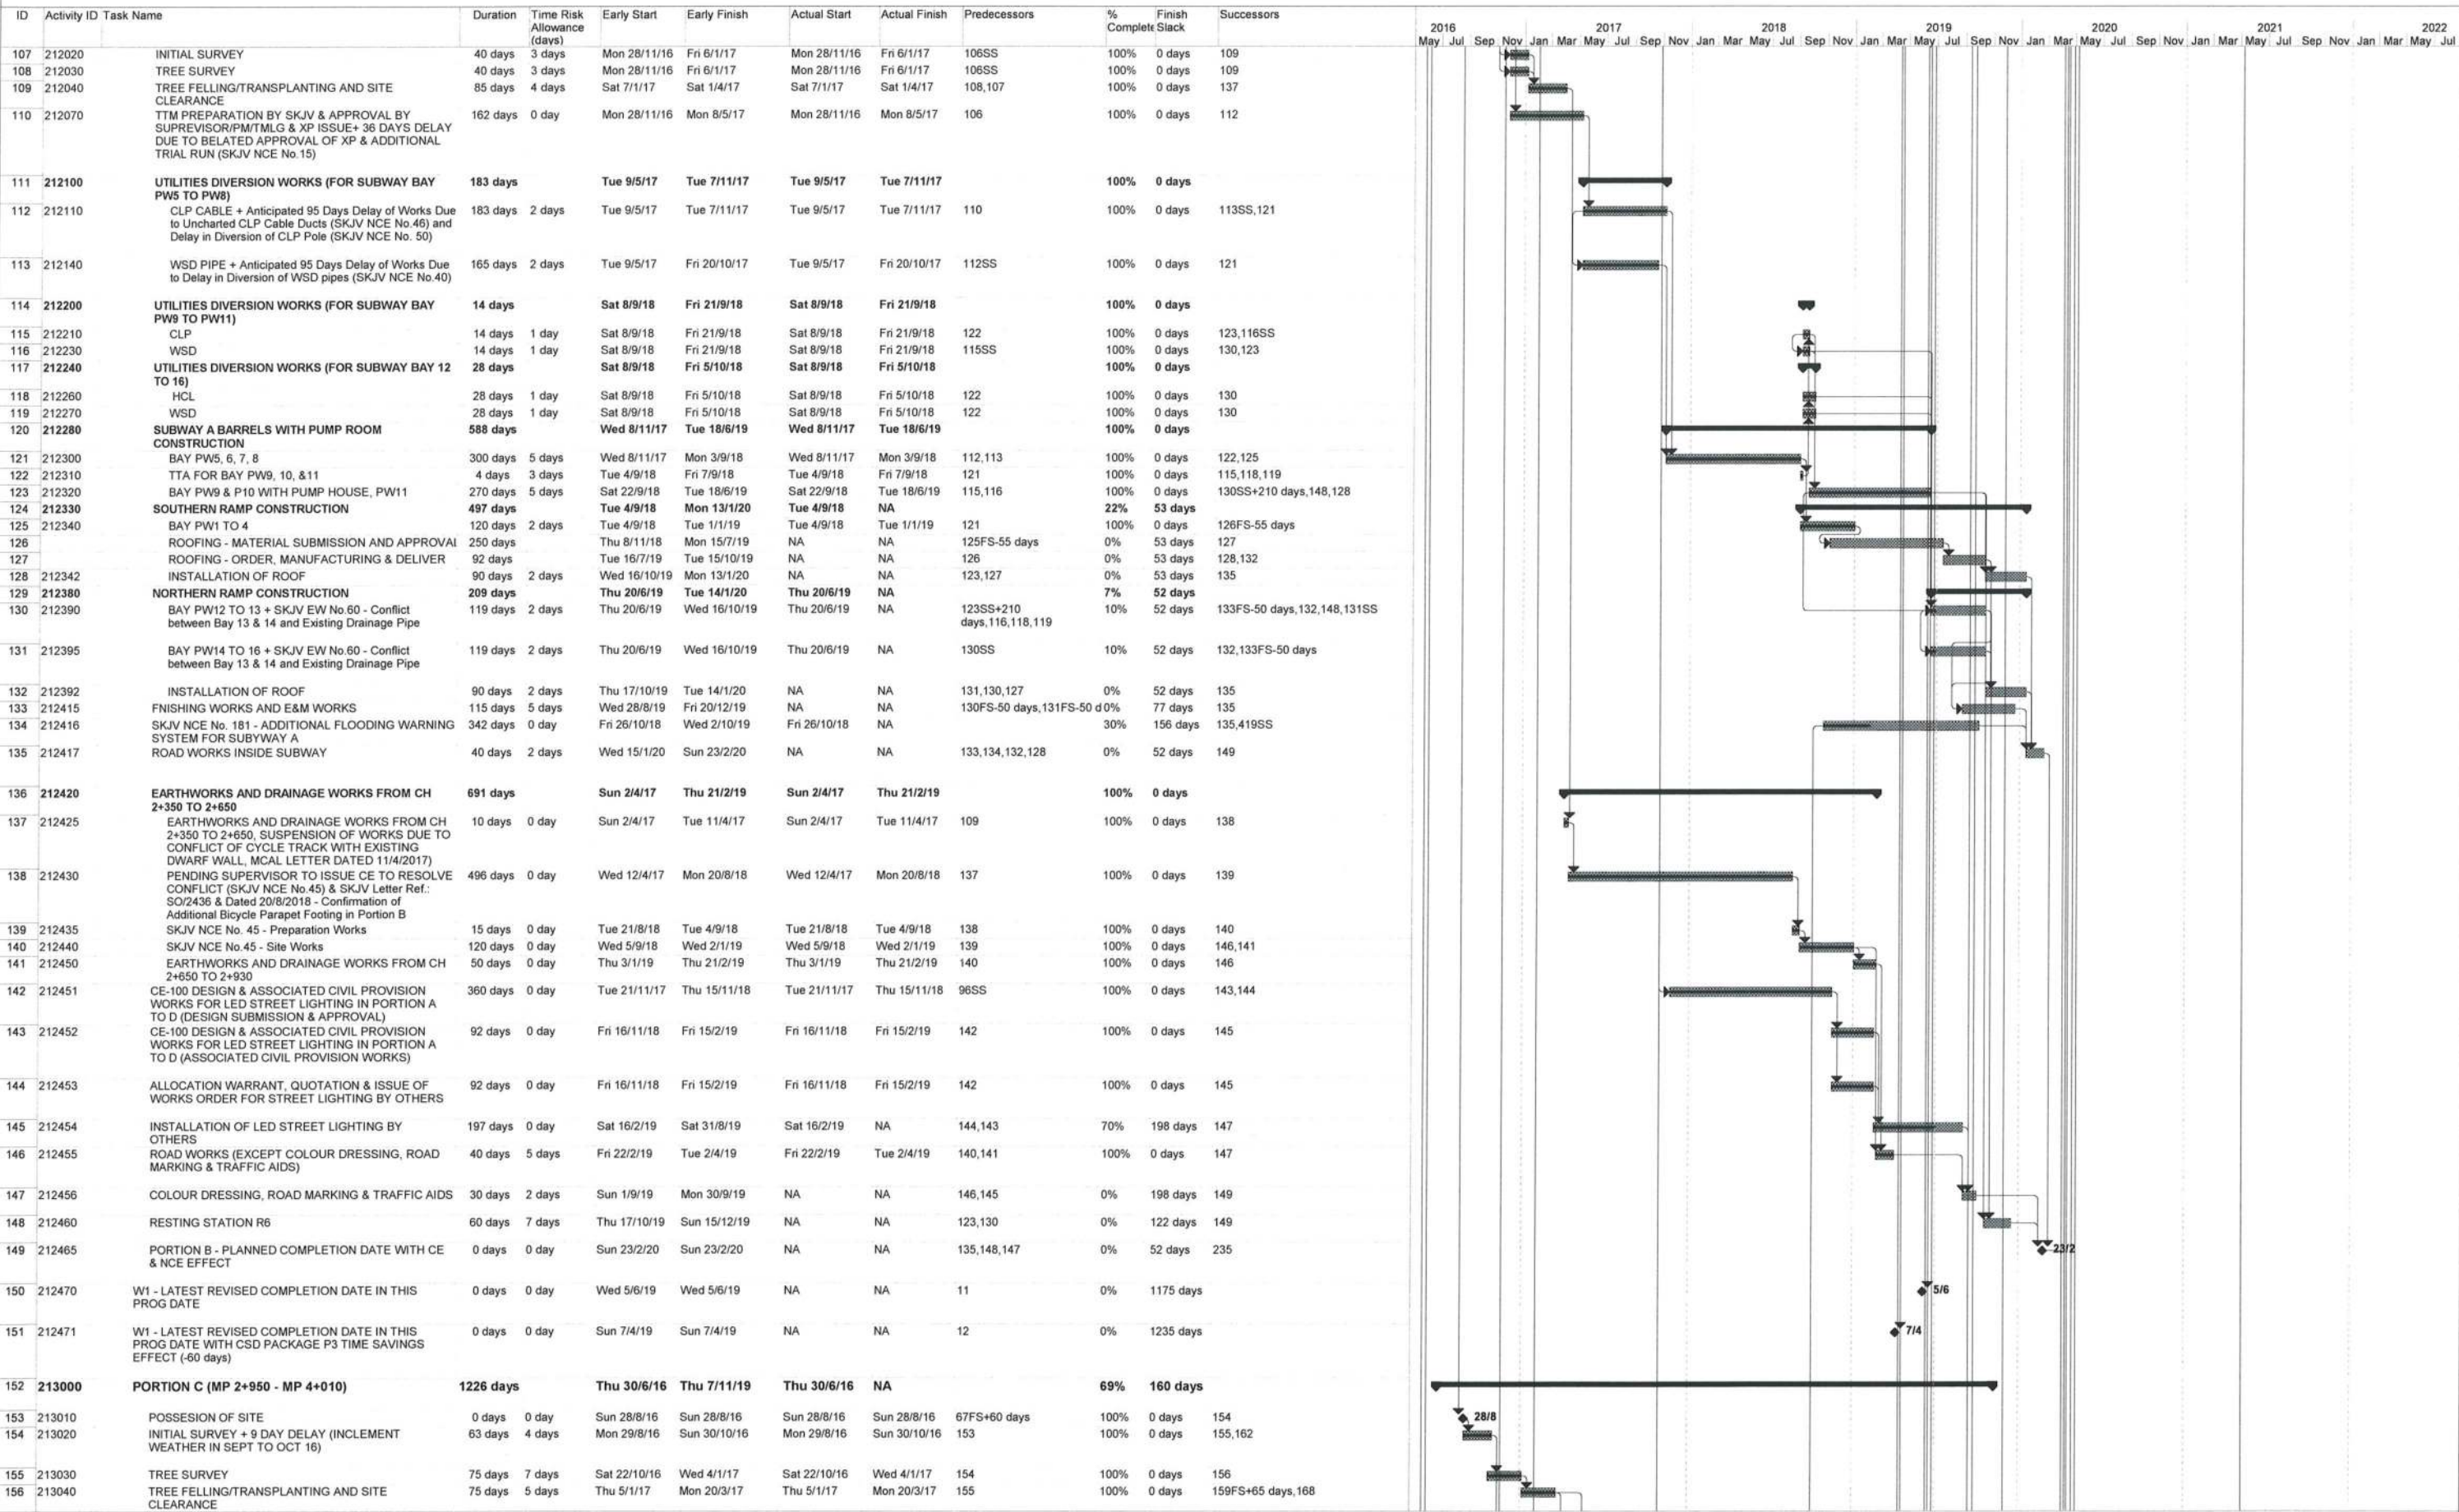 ID Activity ID Task Name Duration Time Risk Early Start Early Finish Actual Start Actual Finish Predecessors % Finish Successors
Allowance Complete Slack
(days)
2016 2017 2018 2019 2020 2021 2022
May Jul Sep Nov Jan Mar May Jul Sep Nov Jan Mar May Jul Sep Nov Jan Mar May Jul Sep Nov Jan Mar May Jul Sep Nov Jan Mar May Jul Sep Nov Jan Mar May Jul
107 212020 INITIAL SURVEY 40 days 3 days Mon 28/11/16 Fri 6/1/17 Mon 28/11/16 Fri 6/1/17 106SS 100% 0 days 109
108 212030 TREE SURVEY 40 days 3 days Mon 28/11/16 Fri 6/1/17 Mon 28/11/16 Fri 6/1/17 106SS 100% 0 days 109
109 212040 TREE FELLING/TRANSPLANTING AND SITE 85 days 4 days Sat 7/1/17 Sat 1/4/17 Sat 7/1/17 Sat 1/4/17 108,107 100% 0 days 137
CLEARANCE
110 212070 TTM PREPARATION BY SKJV & APPROVAL BY 162 days 0 day Mon 28/11/16 Mon 8/5/17 Mon 28/11/16 Mon 8/5/17 106 100% 0 days 112
SUPREVISOR/PM/TMLG & XP ISSUE+ 36 DAYS DELAY
DUE TO BELATED APPROVAL OF XP & ADDITIONAL
TRIAL RUN (SKJV NCE No.15)
111 212100 UTILITIES DIVERSION WORKS (FOR SUBWAY BAY 183 days Tue 9/5/17 Tue 7/11/17 Tue 9/5/17 Tue 7/11/17 100% 0 days
PW5 TO PW8)
112 212110 CLP CABLE + Anticipated 95 Days Delay of Works Due 183 days 2 days Tue 9/5/17 Tue 7/11/17 Tue 9/5/17 Tue 7/11/17 110 100% 0 days 113SS,121
to Uncharted CLP Cable Ducts (SKJV NCE No.46) and
Delay in Diversion of CLP Pole (SKJV NCE No. 50)
113 212140 WSD PIPE + Anticipated 95 Days Delay of Works Due 165 days 2 days Tue 9/5/17 Fri 20/10/17 Tue 9/5/17 Fri 20/10/17 112SS 100% 0 days 121
to Delay in Diversion of WSD pipes (SKJV NCE No.40)
114 212200 UTILITIES DIVERSION WORKS (FOR SUBWAY BAY 14 days Sat 8/9/18 Fri 21/9/18 Sat 8/9/18 Fri 21/9/18 100% 0 days
PW9 TO PW11)
115 212210 CLP 14 days 1 day Sat 8/9/18 Fri 21/9/18 Sat 8/9/18 Fri 21/9/18 122 100% 0 days 123,116SS
116 212230 WSD 14 days 1 day Sat 8/9/18 Fri 21/9/18 Sat 8/9/18 Fri 21/9/18 115SS 100% 0 days 130,123
117 212240 UTILITIES DIVERSION WORKS (FOR SUBWAY BAY 12 28 days Sat 8/9/18 Fri 5/10/18 Sat 8/9/18 Fri 5/10/18 100% 0 days
TO 16)
118 212260 HCL 28 days 1 day Sat 8/9/18 Fri 5/10/18 Sat 8/9/18 Fri 5/10/18 122 100% 0 days 130
119 212270 WSD 28 days 1 day Sat 8/9/18 Fri 5/10/18 Sat 8/9/18 Fri 5/10/18 122 100% 0 days 130
120 212280 SUBWAY A BARRELS WITH PUMP ROOM 588 days Wed 8/11/17 Tue 18/6/19 Wed 8/11/17 Tue 18/6/19 100% 0 days
CONSTRUCTION
121 212300 BAY PW5, 6, 7, 8 300 days 5 days Wed 8/11/17 Mon 3/9/18 Wed 8/11/17 Mon 3/9/18 112,113 100% 0 days 122,125
122 212310 TTA FOR BAY PW9, 10, &11 4 days 3 days Tue 4/9/18 Fri 7/9/18 Tue 4/9/18 Fri 7/9/18 121 100% 0 days 115,118,119
123 212320 BAY PW9 & P10 WITH PUMP HOUSE, PW11 270 days 5 days Sat 22/9/18 Tue 18/6/19 Sat 22/9/18 Tue 18/6/19 115,116 100% 0 days 130SS+210 days,148,128
124 212330 SOUTHERN RAMP CONSTRUCTION 497 days Tue 4/9/18 Mon 13/1/20 Tue 4/9/18 NA 22% 53 days
125 212340 BAY PW1 TO 4 120 days 2 days Tue 4/9/18 Tue 1/1/19 Tue 4/9/18 Tue 1/1/19 121 100% 0 days 126FS-55 days
126 ROOFING - MATERIAL SUBMISSION AND APPROVAL 250 days Thu 8/11/18 Mon 15/7/19 NA NA 125FS-55 days 0% 53 days 127
127 ROOFING - ORDER, MANUFACTURING & DELIVER 92 days Tue 16/7/19 Tue 15/10/19 NA NA 126 0% 53 days 128,132
128 212342 INSTALLATION OF ROOF 90 days 2 days Wed 16/10/19 Mon 13/1/20 NA NA 123,127 0% 53 days 135
129 212380 NORTHERN RAMP CONSTRUCTION 209 days Thu 20/6/19 Tue 14/1/20 Thu 20/6/19 NA 7% 52 days
130 212390 BAY PW12 TO 13 + SKJV EW No.60 - Conflict 119 days 2 days Thu 20/6/19 Wed 16/10/19 Thu 20/6/19 NA 123SS+210 10% 52 days 133FS-50 days,132,148,131SS
between Bay 13 & 14 and Existing Drainage Pipe days,116,118,119
131 212395 BAY PW14 TO 16 + SKJV EW No.60 - Conflict 119 days 2 days Thu 20/6/19 Wed 16/10/19 Thu 20/6/19 NA 130SS 10% 52 days 132,133FS-50 days
between Bay 13 & 14 and Existing Drainage Pipe
132 212392 INSTALLATION OF ROOF 90 days 2 days Thu 17/10/19 Tue 14/1/20 NA NA 131,130,127 0% 52 days 135
133 212415 FNISHING WORKS AND E&M WORKS 115 days 5 days Wed 28/8/19 Fri 20/12/19 NA NA 130FS-50 days,131FS-50 d 0% 77 days 135
134 212416 SKJV NCE No. 181 - ADDITIONAL FLOODING WARNING 342 days 0 day Fri 26/10/18 Wed 2/10/19 Fri 26/10/18 NA 30% 156 days 135,419SS
SYSTEM FOR SUBYWAY A
135 212417 ROAD WORKS INSIDE SUBWAY 40 days 2 days Wed 15/1/20 Sun 23/2/20 NA NA 133,134,132,128 0% 52 days 149
136 212420 EARTHWORKS AND DRAINAGE WORKS FROM CH 691 days Sun 2/4/17 Thu 21/2/19 Sun 2/4/17 Thu 21/2/19 100% 0 days
2+350 TO 2+650
137 212425 EARTHWORKS AND DRAINAGE WORKS FROM CH 10 days 0 day Sun 2/4/17 Tue 11/4/17 Sun 2/4/17 Tue 11/4/17 109 100% 0 days 138
2+350 TO 2+650, SUSPENSION OF WORKS DUE TO
CONFLICT OF CYCLE TRACK WITH EXISTING
DWARF WALL, MCAL LETTER DATED 11/4/2017)
138 212430 PENDING SUPERVISOR TO ISSUE CE TO RESOLVE 496 days 0 day Wed 12/4/17 Mon 20/8/18 Wed 12/4/17 Mon 20/8/18 137 100% 0 days 139
CONFLICT (SKJV NCE No.45) & SKJV Letter Ref.:
SO/2436 & Dated 20/8/2018 - Confirmation of
Additional Bicycle Parapet Footing in Portion B
139 212435 SKJV NCE No. 45 - Preparation Works 15 days 0 day Tue 21/8/18 Tue 4/9/18 Tue 21/8/18 Tue 4/9/18 138 100% 0 days 140
140 212440 SKJV NCE No.45 - Site Works 120 days 0 day Wed 5/9/18 Wed 2/1/19 Wed 5/9/18 Wed 2/1/19 139 100% 0 days 146,141
141 212450 EARTHWORKS AND DRAINAGE WORKS FROM CH 50 days 0 day Thu 3/1/19 Thu 21/2/19 Thu 3/1/19 Thu 21/2/19 140 100% 0 days 146
2+650 TO 2+930
142 212451 CE-100 DESIGN & ASSOCIATED CIVIL PROVISION 360 days 0 day Tue 21/11/17 Thu 15/11/18 Tue 21/11/17 Thu 15/11/18 96SS 100% 0 days 143,144
WORKS FOR LED STREET LIGHTING IN PORTION A
TO D (DESIGN SUBMISSION & APPROVAL)
143 212452 CE-100 DESIGN & ASSOCIATED CIVIL PROVISION 92 days 0 day Fri 16/11/18 Fri 15/2/19 Fri 16/11/18 Fri 15/2/19 142 100% 0 days 145
WORKS FOR LED STREET LIGHTING IN PORTION A
TO D (ASSOCIATED CIVIL PROVISION WORKS)
144 212453 ALLOCATION WARRANT, QUOTATION & ISSUE OF 92 days 0 day Fri 16/11/18 Fri 15/2/19 Fri 16/11/18 Fri 15/2/19 142 100% 0 days 145
WORKS ORDER FOR STREET LIGHTING BY OTHERS
145 212454 INSTALLATION OF LED STREET LIGHTING BY 197 days 0 day Sat 16/2/19 Sat 31/8/19 Sat 16/2/19 NA 144,143 70% 198 days 147
OTHERS
146 212455 ROAD WORKS (EXCEPT COLOUR DRESSING, ROAD 40 days 5 days Fri 22/2/19 Tue 2/4/19 Fri 22/2/19 Tue 2/4/19 140,141 100% 0 days 147
MARKING & TRAFFIC AIDS)
147 212456 COLOUR DRESSING, ROAD MARKING & TRAFFIC AIDS 30 days 2 days Sun 1/9/19 Mon 30/9/19 NA NA 146,145 0% 198 days 149
148 212460 RESTING STATION R6 60 days 7 days Thu 17/10/19 Sun 15/12/19 NA NA 123,130 0% 122 days 149
149 212465 PORTION B - PLANNED COMPLETION DATE WITH CE 0 days 0 day Sun 23/2/20 Sun 23/2/20 NA NA 135,148,147 0% 52 days 235 23/2
& NCE EFFECT
150 212470 W1 - LATEST REVISED COMPLETION DATE IN THIS 0 days 0 day Wed 5/6/19 Wed 5/6/19 NA NA 11 0% 1175 days 5/6
PROG DATE
151 212471 W1 - LATEST REVISED COMPLETION DATE IN THIS 0 days 0 day Sun 7/4/19 Sun 7/4/19 NA NA 12 0% 1235 days 7/4
PROG DATE WITH CSD PACKAGE P3 TIME SAVINGS
EFFECT (-60 days)
152 213000 PORTION C (MP 2+950 - MP 4+010) 1226 days Thu 30/6/16 Thu 7/11/19 Thu 30/6/16 NA 69% 160 days
153 213010 POSSESION OF SITE 0 days 0 day Sun 28/8/16 Sun 28/8/16 Sun 28/8/16 Sun 28/8/16 67FS+60 days 100% 0 days 154 28/8
154 213020 INITIAL SURVEY + 9 DAY DELAY (INCLEMENT 63 days 4 days Mon 29/8/16 Sun 30/10/16 Mon 29/8/16 Sun 30/10/16 153 100% 0 days 155,162
WEATHER IN SEPT TO OCT 16)
155 213030 TREE SURVEY 75 days 7 days Sat 22/10/16 Wed 4/1/17 Sat 22/10/16 Wed 4/1/17 154 100% 0 days 156
156 213040 TREE FELLING/TRANSPLANTING AND SITE 75 days 5 days Thu 5/1/17 Mon 20/3/17 Thu 5/1/17 Mon 20/3/17 155 100% 0 days 159FS+65 days,168
CLEARANCE